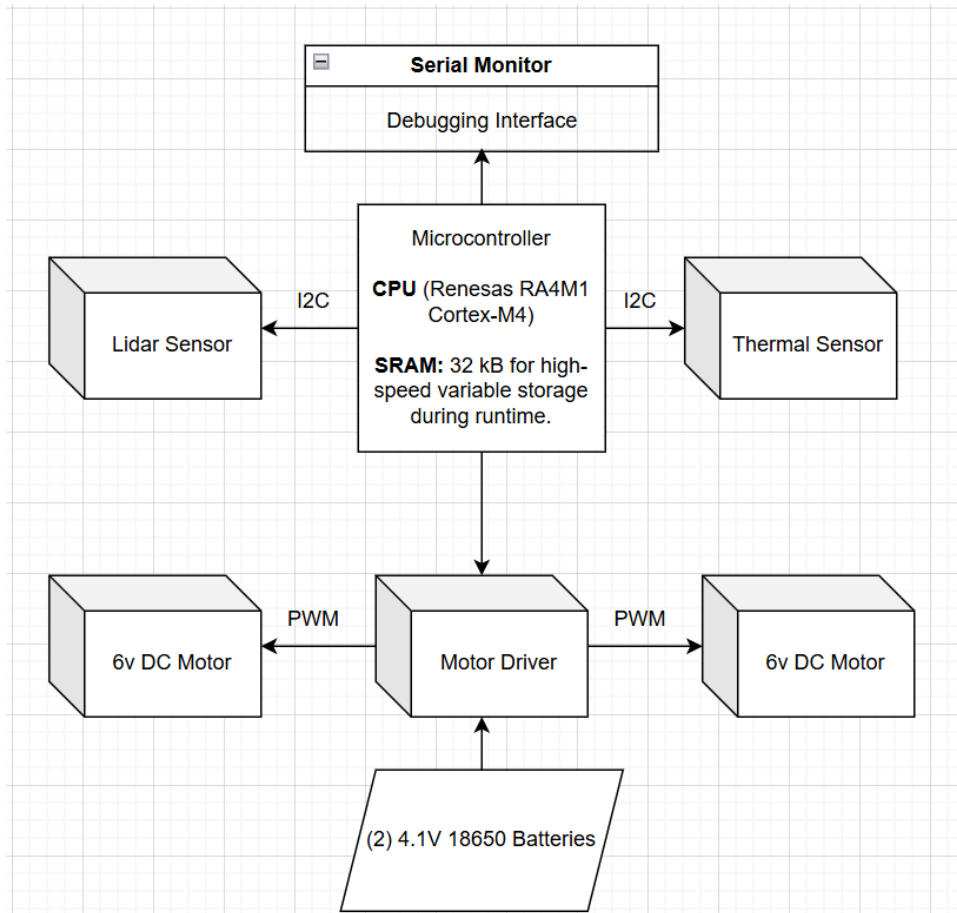 Serial Monitor
Debugging Interface
Microcontroller
CPU (Renesas RA4M1
Cortex-M4)
SRAM: 32 kB for high-
speed variable storage
during runtime.
I2C
I2C
Lidar Sensor
Thermal Sensor
PWM
PWM
6v DC Motor
Motor Driver
6v DC Motor
(2) 4.1V 18650 Batteries